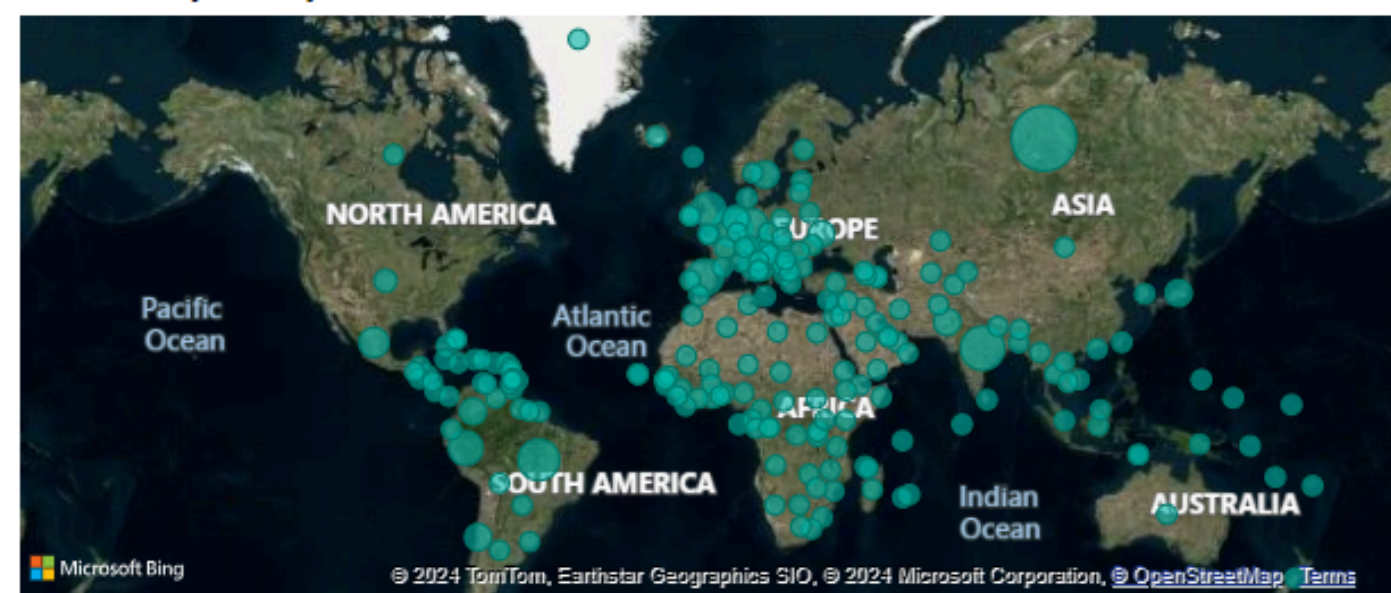 NORTH AMERICA
EUROPE
ASIA
Pacific
Ocean
Atlantic
Ocean
AFRICA
SOUTH AMERICA
Indian
Ocean
AUSTRALIA
Microsoft Bing
© 2024 TomTom, Earthstar Geographics SIO, © 2024 Microsoft Corporation, © OpenStreetMap Terms